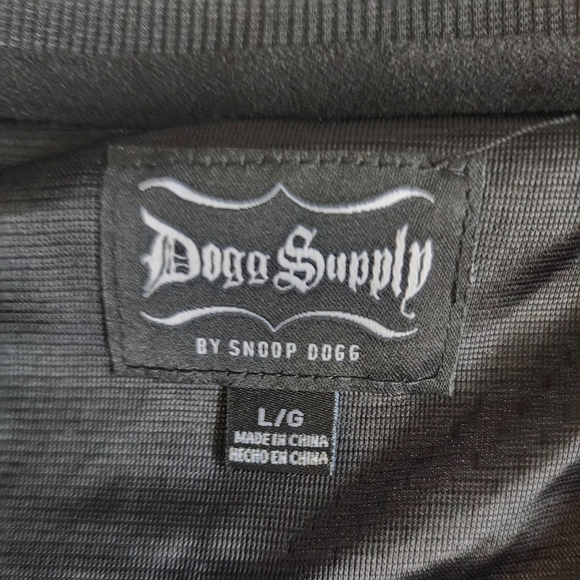 Dogg Supply
BY SNOOP DOGG
L/G
MADE IN CHINA
HECHO EN CHINA